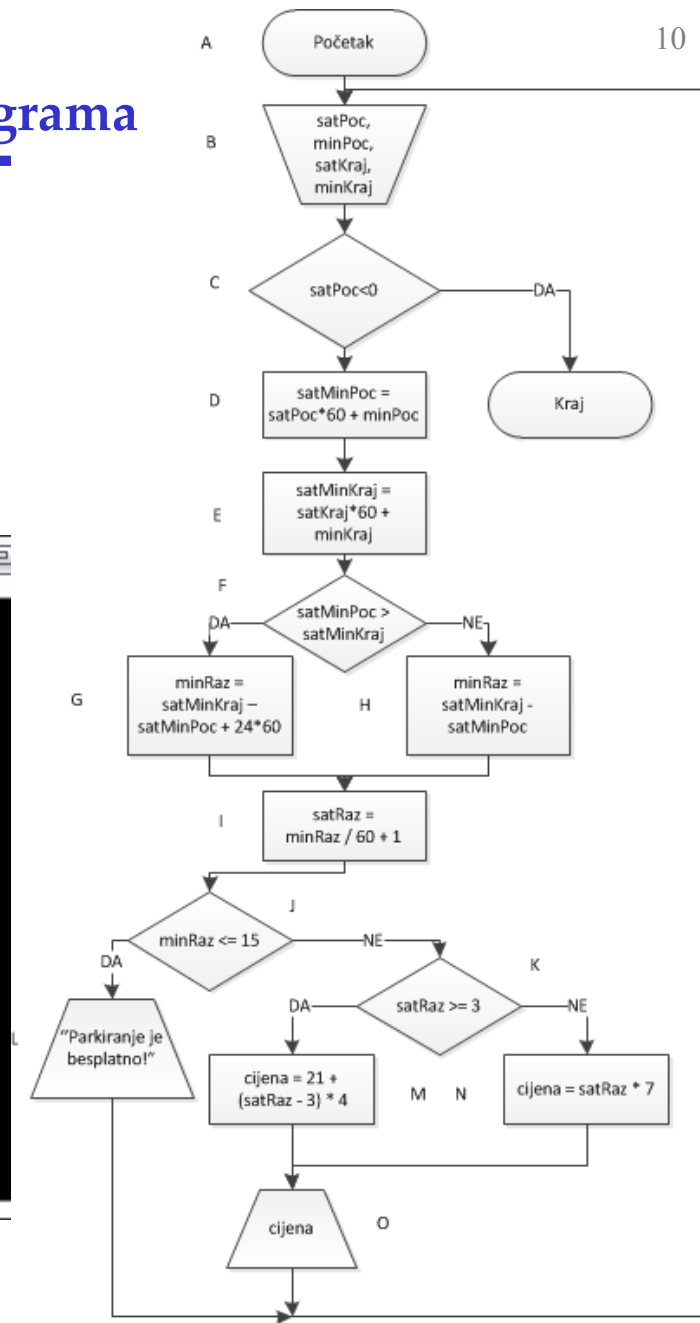 10
grama
A
Početak
B
satPoc,
minPoc,
satKraj,
minKraj
C
satPoc<0
DA
Kraj
D
satMinPoc =
satPoc*60 + minPoc
E
satMinKraj =
satKraj*60 +
minKraj
F
satMinPoc >
satMinKraj
DA
NE
G
minRaz =
satMinKraj –
satMinPoc + 24*60
H
minRaz =
satMinKraj -
satMinPoc
I
satRaz =
minRaz / 60 + 1
J
minRaz <= 15
DA
NE
K
satRaz >= 3
DA
NE
L
"Parkiranje je
besplatno!"
cijena = 21 +
(satRaz - 3) * 4
M
N
cijena = satRaz * 7
cijena
O